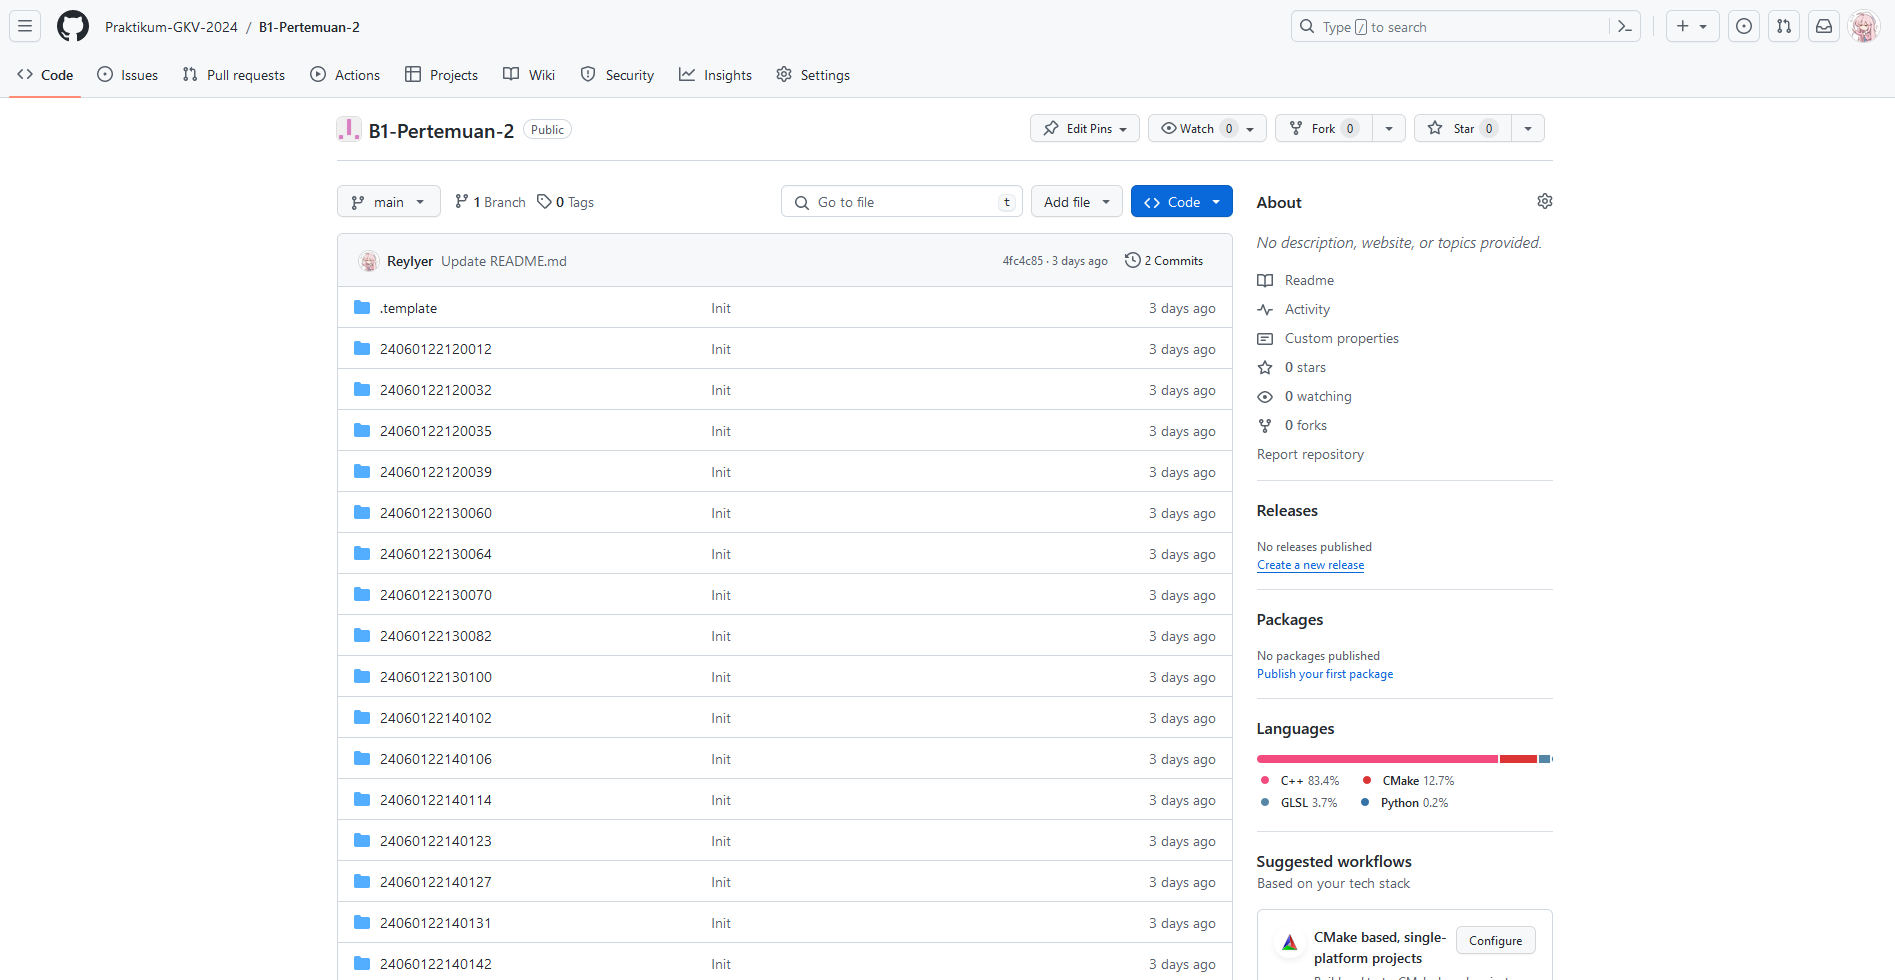 Praktikum-GKV-2024 / B1-Pertemuan-2
Type / to search
Code Issues Pull requests Actions Projects Wiki Security Insights Settings
B1-Pertemuan-2 Public
Edit Pins Watch 0 Fork 0 Star 0
main 1 Branch 0 Tags Go to file t Add file Code
Reylyer Update README.md 4fc4c85 · 3 days ago 2 Commits
.template Init 3 days ago
24060122120012 Init 3 days ago
24060122120032 Init 3 days ago
24060122120035 Init 3 days ago
24060122120039 Init 3 days ago
24060122130060 Init 3 days ago
24060122130064 Init 3 days ago
24060122130070 Init 3 days ago
24060122130082 Init 3 days ago
24060122130100 Init 3 days ago
24060122140102 Init 3 days ago
24060122140106 Init 3 days ago
24060122140114 Init 3 days ago
24060122140123 Init 3 days ago
24060122140127 Init 3 days ago
24060122140131 Init 3 days ago
24060122140142 Init 3 days ago
About
No description, website, or topics provided.
Readme
Activity
Custom properties
0 stars
0 watching
0 forks
Report repository
Releases
No releases published
Create a new release
Packages
No packages published
Publish your first package
Languages
C++ 83.4% CMake 12.7%
GLSL 3.7% Python 0.2%
Suggested workflows
Based on your tech stack
CMake based, single-
platform projects
Configure